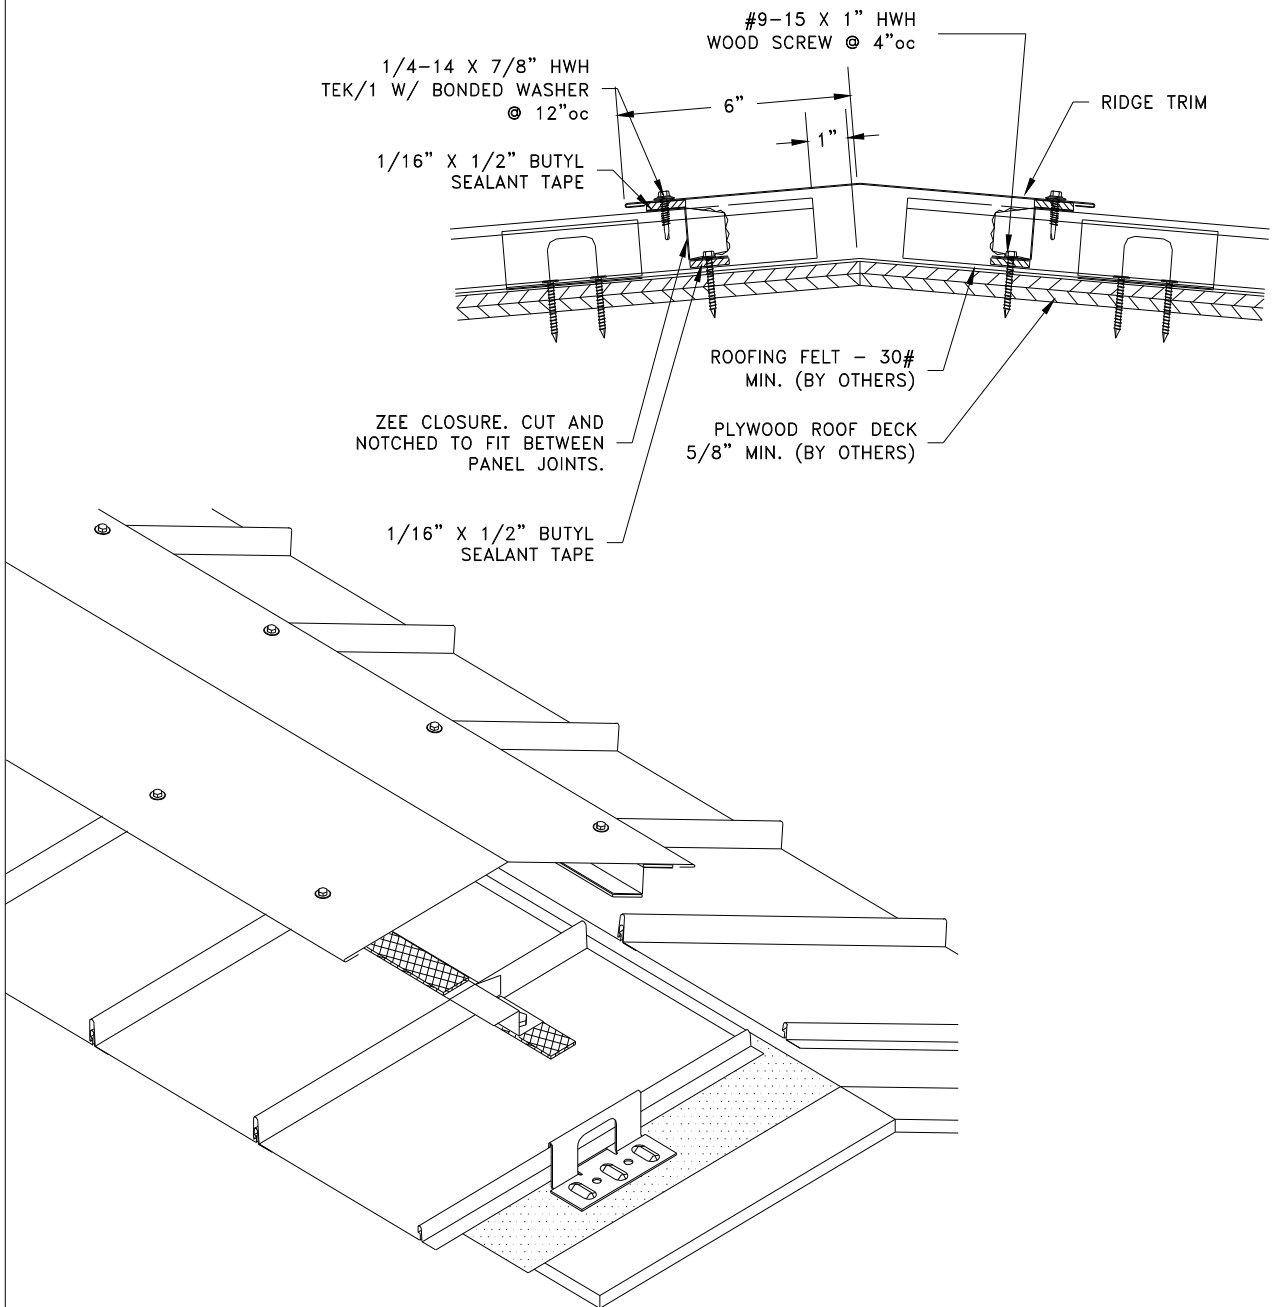 #9-15 X 1" HWH
WOOD SCREW @ 4"oc
1/4-14 X 7/8" HWH
TEK/1 W/ BONDED WASHER
@ 12"oc
6"
RIDGE TRIM
1"
1/16" X 1/2" BUTYL
SEALANT TAPE
ROOFING FELT - 30#
MIN. (BY OTHERS)
ZEE CLOSURE. CUT AND
NOTCHED TO FIT BETWEEN
PANEL JOINTS.
PLYWOOD ROOF DECK
5/8" MIN. (BY OTHERS)
1/16" X 1/2" BUTYL
SEALANT TAPE